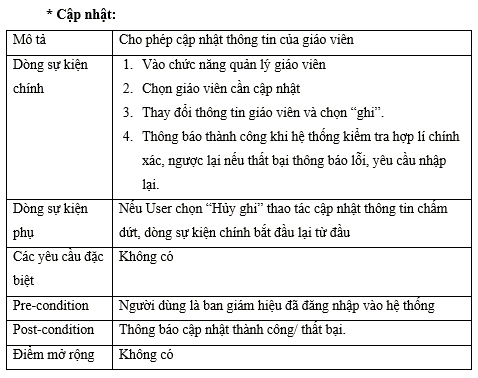 * Cập nhật:
Mô tả Cho phép cập nhật thông tin của giáo viên
Dòng sự kiện 1. Vào chức năng quản lý giáo viên
chính 2. Chọn giáo viên cần cập nhật
3. Thay đổi thông tin giáo viên và chọn “ghi”.
4. Thông báo thành công khi hệ thống kiểm tra hợp lí chính
xác, ngược lại nếu thất bại thông báo lỗi, yêu cầu nhập
lại.
Dòng sự kiện Nếu User chọn “Hủy ghi” thao tác cập nhật thông tin chấm
phụ dứt, dòng sự kiện chính bắt đầu lại từ đầu
Các yêu cầu đặc Không có
biệt
Pre-condition Người dùng là ban giám hiệu đã đăng nhập vào hệ thống
Post-condition Thông báo cập nhật thành công/ thất bại.
Điểm mở rộng Không có